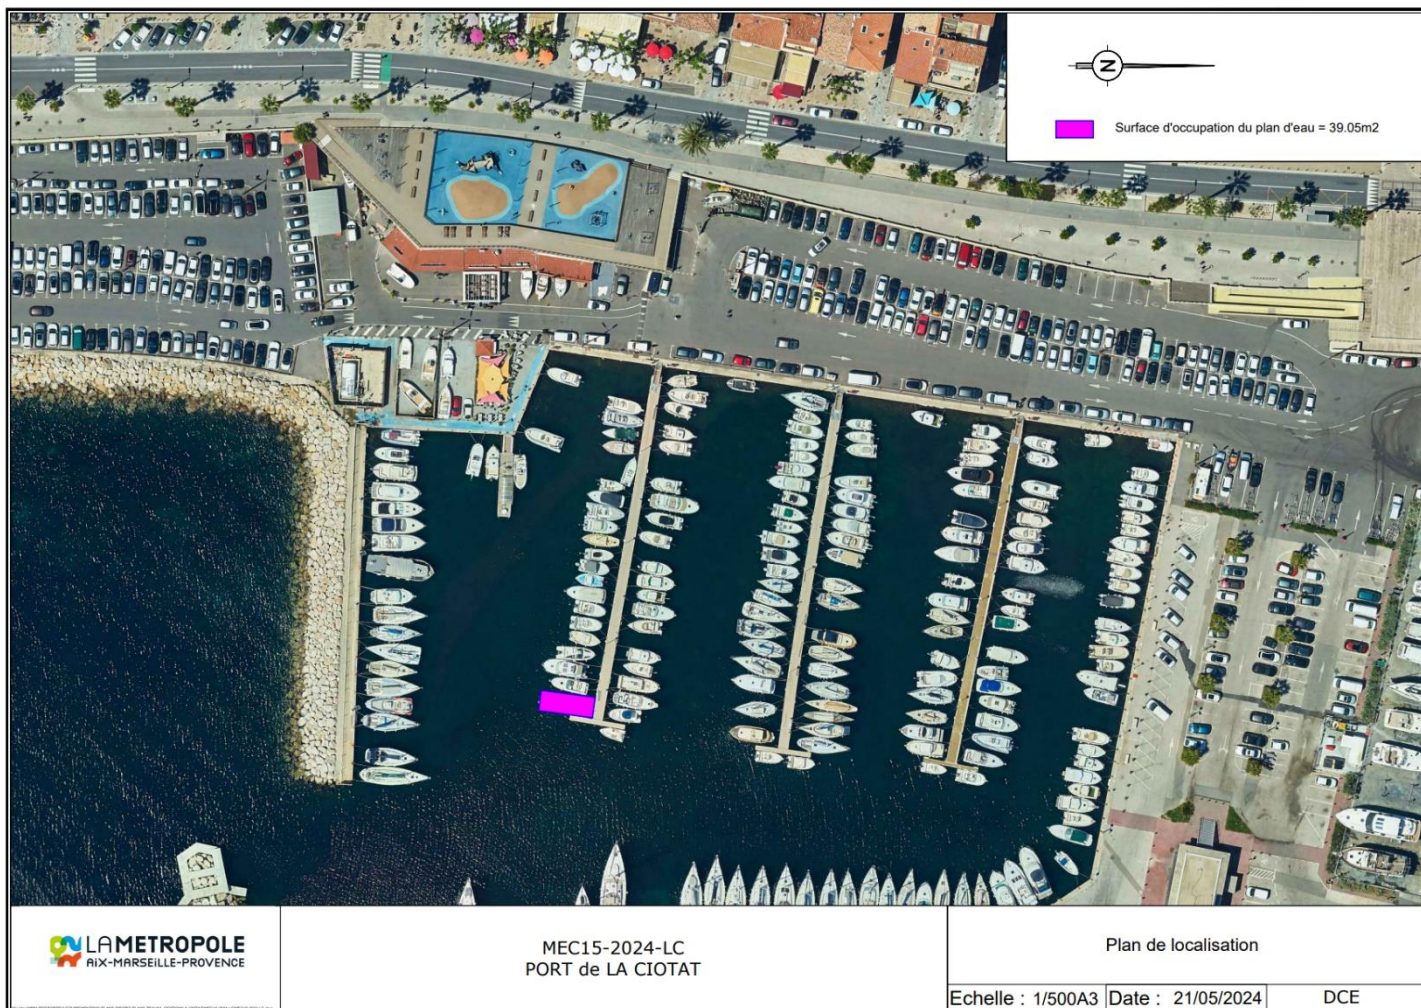 N
Surface d'occupation du plan d'eau = 39.05m2
LAMETROPOLE
AIX-MARSEILLE-PROVENCE
MEC15-2024-LC
PORT de LA CIOTAT
Plan de localisation
Echelle : 1/500A3 Date : 21/05/2024 DCE